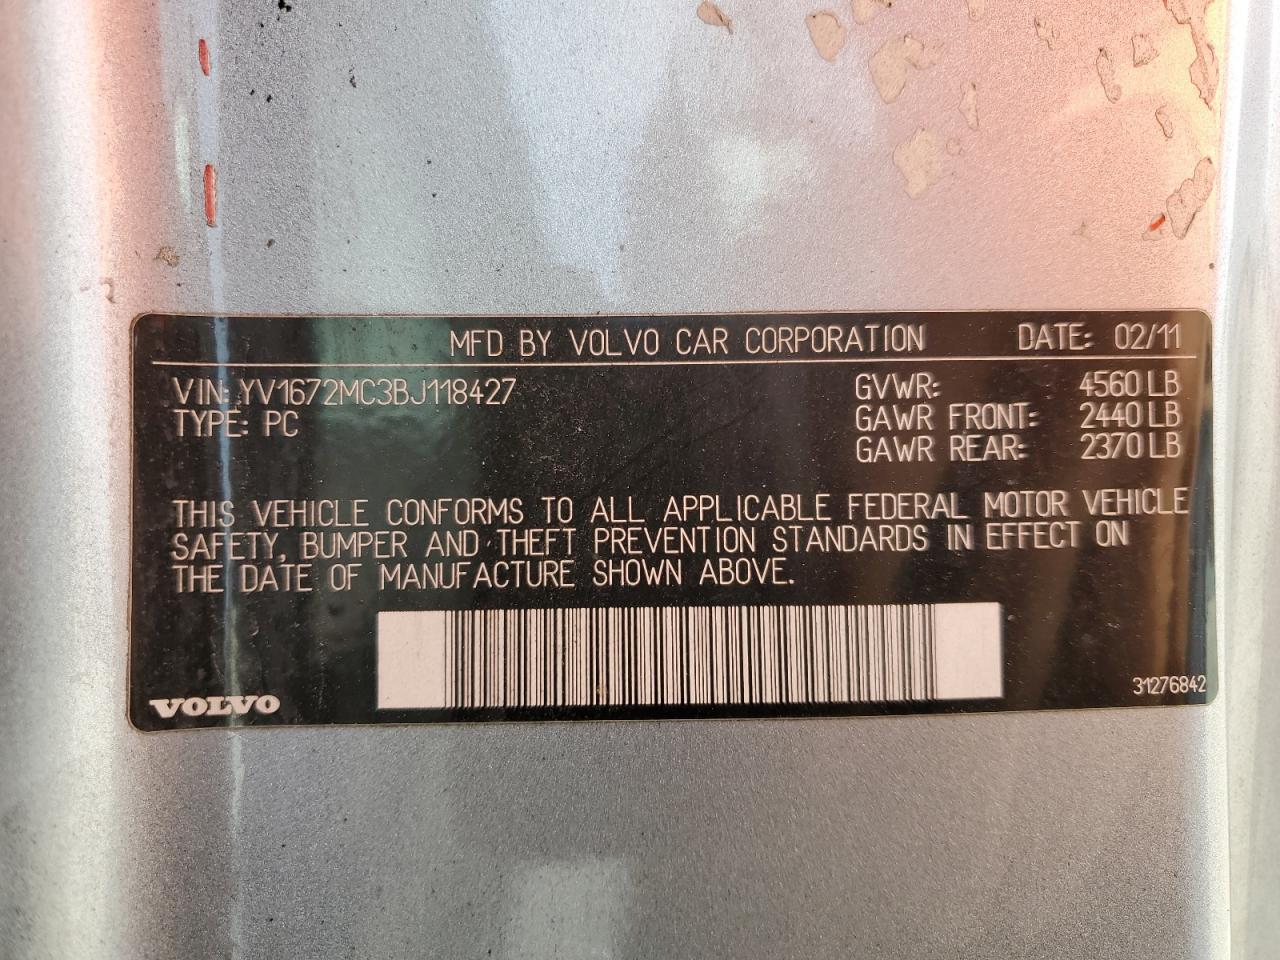 MFD BY VOLVO CAR CORPORATION DATE: 02/11
VIN: YV1672MC3BJ118427 GVWR: 4560 LB
TYPE: PC GAWR FRONT: 2440 LB
GAWR REAR: 2370 LB
THIS VEHICLE CONFORMS TO ALL APPLICABLE FEDERAL MOTOR VEHICLE
SAFETY, BUMPER AND THEFT PREVENTION STANDARDS IN EFFECT ON
THE DATE OF MANUFACTURE SHOWN ABOVE.
VOLVO 31276842